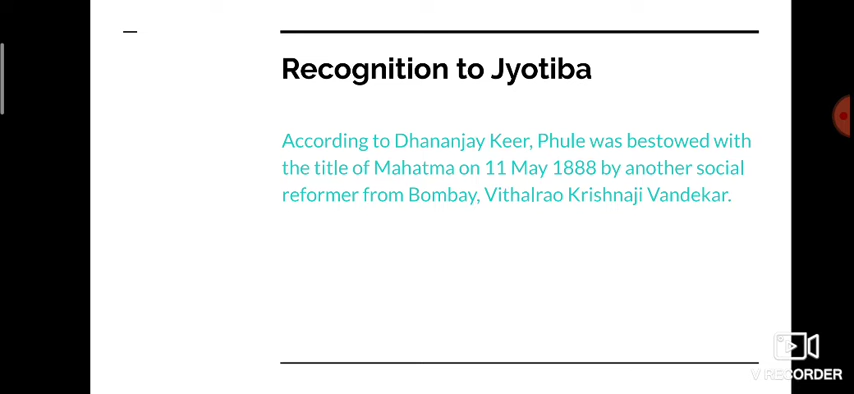 Recognition to Jyotiba
According to Dhananjay Keer, Phule was bestowed with
the title of Mahatma on 11 May 1888 by another social
reformer from Bombay, Vithalrao Krishnaji Vandekar.
V RECORDER